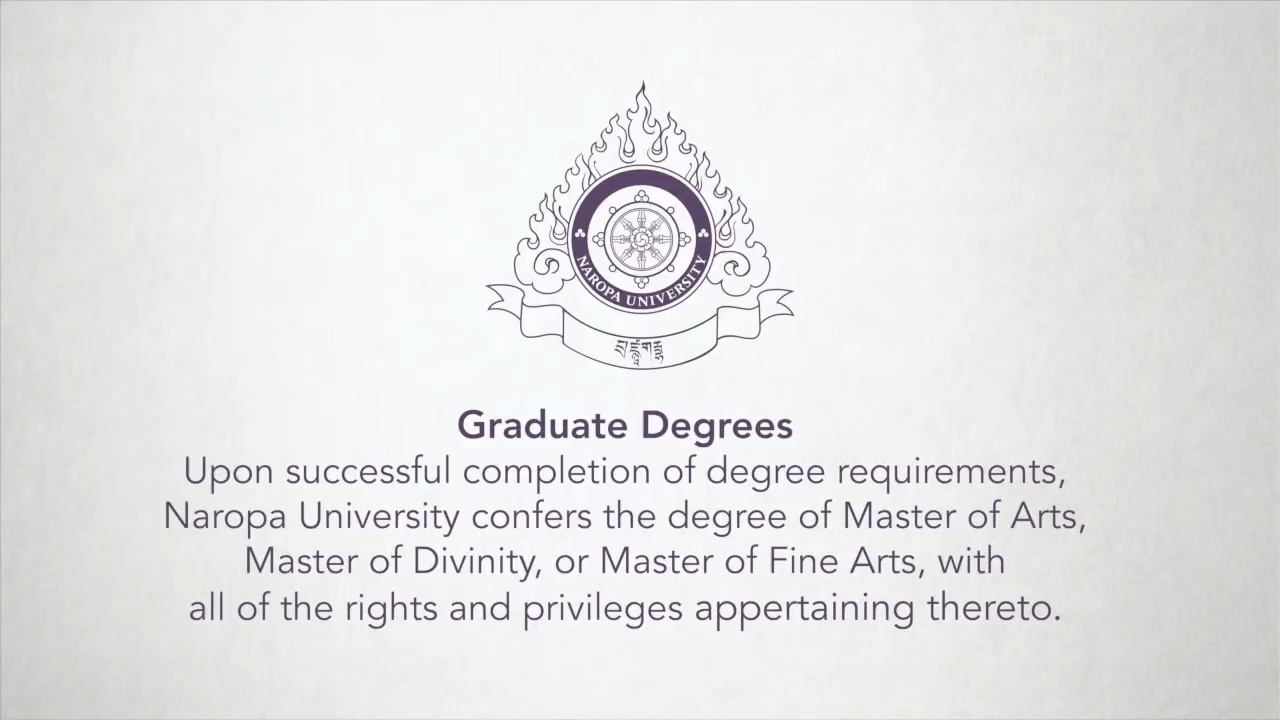 NAROPA UNIVERSITY
Graduate Degrees
Upon successful completion of degree requirements,
Naropa University confers the degree of Master of Arts,
Master of Divinity, or Master of Fine Arts, with
all of the rights and privileges appertaining thereto.